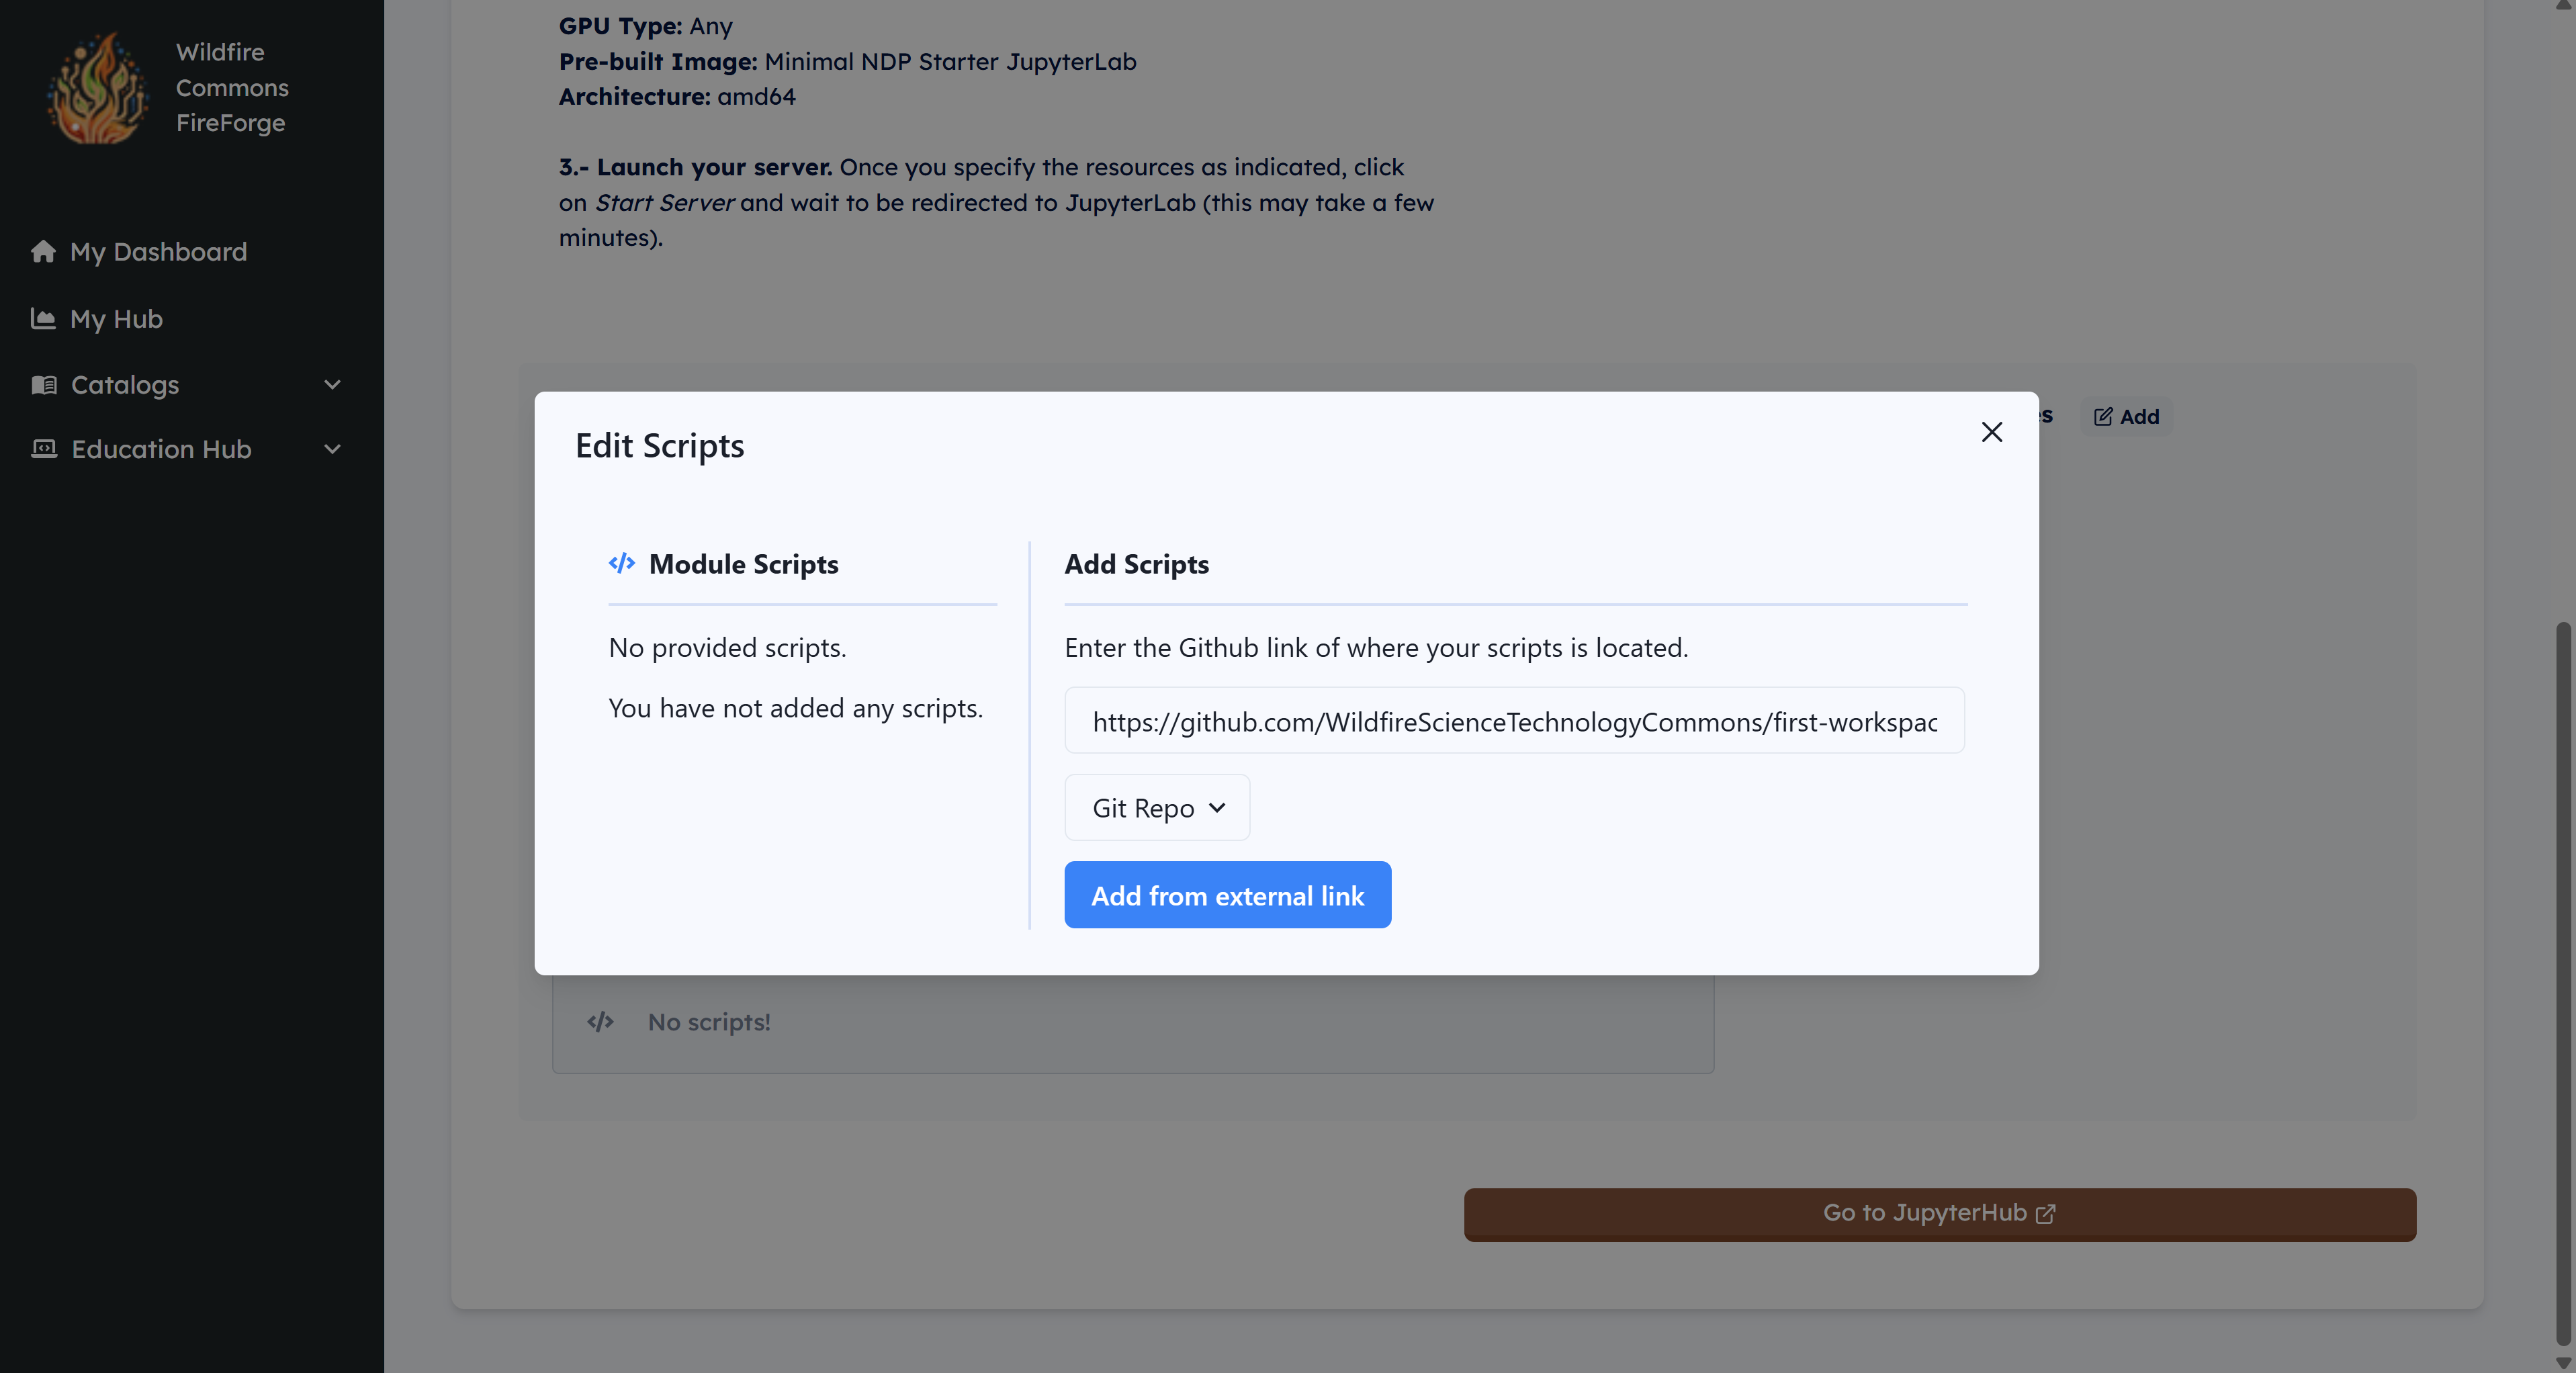 Wildfire
Commons
FireForge
My Dashboard
My Hub
Catalogs
Education Hub
GPU Type: Any
Pre-built Image: Minimal NDP Starter JupyterLab
Architecture: amd64
3.- Launch your server. Once you specify the resources as indicated, click
on Start Server and wait to be redirected to JupyterLab (this may take a few
minutes).
Add
Edit Scripts
Module Scripts
No provided scripts.
You have not added any scripts.
Add Scripts
Enter the Github link of where your scripts is located.
https://github.com/WildfireScienceTechnologyCommons/first-workspac
Git Repo
Add from external link
No scripts!
Go to JupyterHub